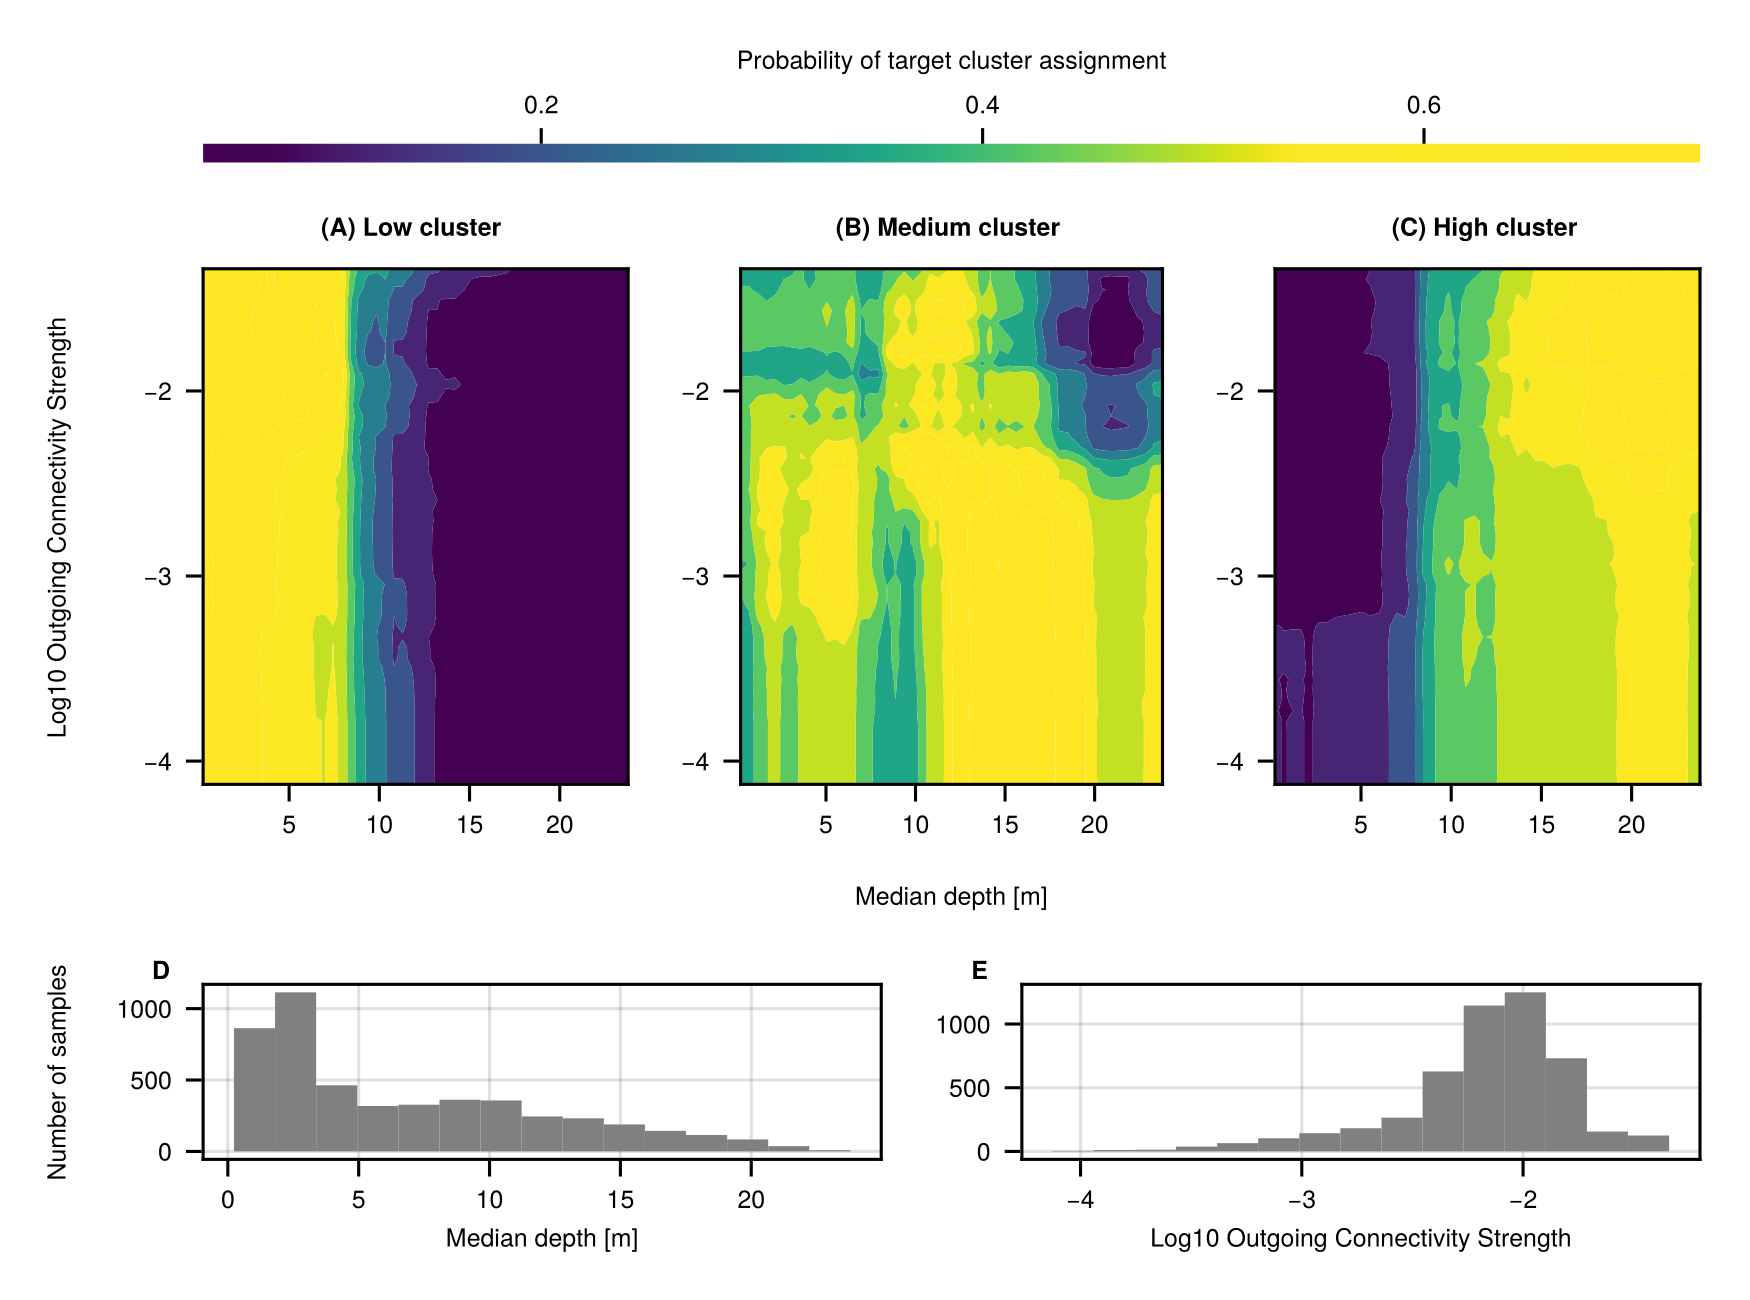 Probability of target cluster assignment
0.2 0.4 0.6
(A) Low cluster (B) Medium cluster (C) High cluster
Log10 Outgoing Connectivity Strength
−2 −2 −2
−3 −3 −3
−4 −4 −4
5 10 15 20 5 10 15 20 5 10 15 20
Median depth [m]
D E
Number of samples
1000 1000
500 500
0 0
0 5 10 15 20 −4 −3 −2
Median depth [m] Log10 Outgoing Connectivity Strength